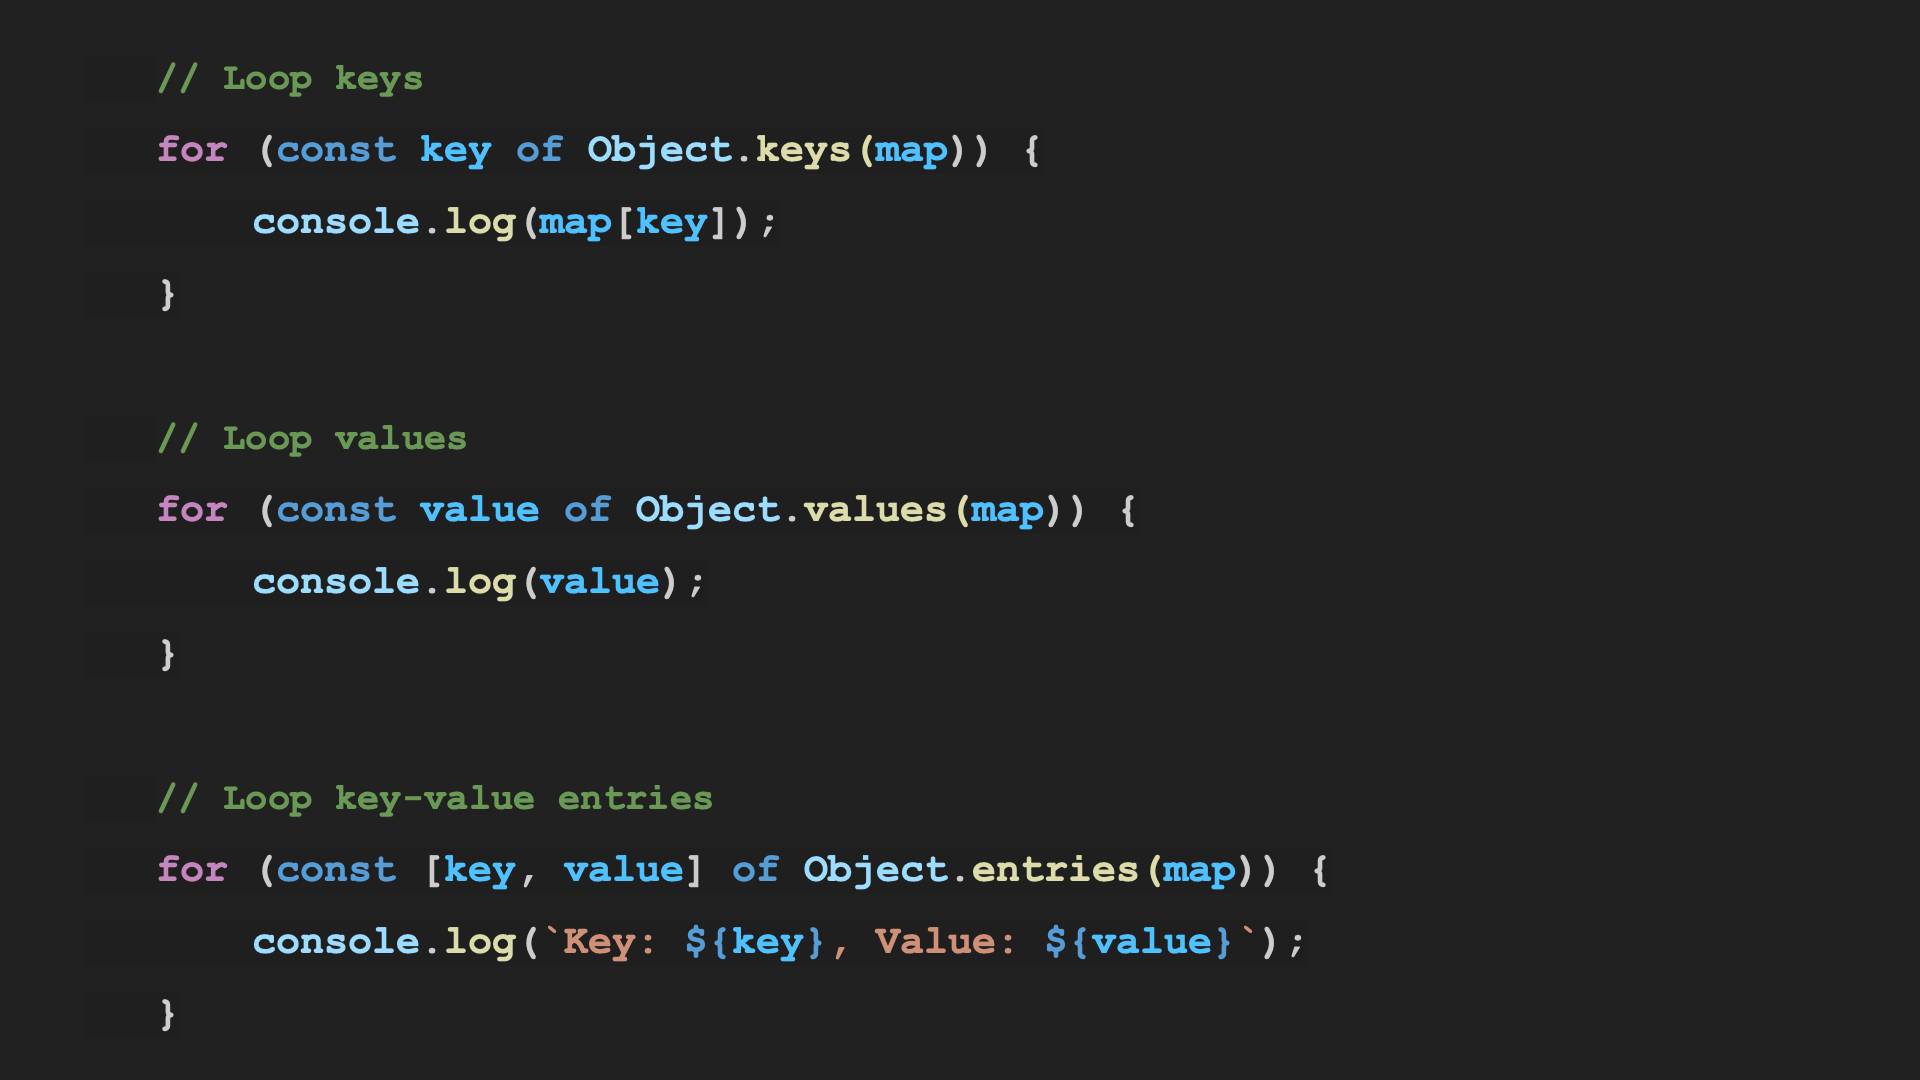 // Loop keys
for (const key of Object.keys(map)) {
    console.log(map[key]);
}
// Loop values
for (const value of Object.values(map)) {
    console.log(value);
}
// Loop key-value entries
for (const [key, value] of Object.entries(map)) {
    console.log(`Key: ${key}, Value: ${value}`);
}